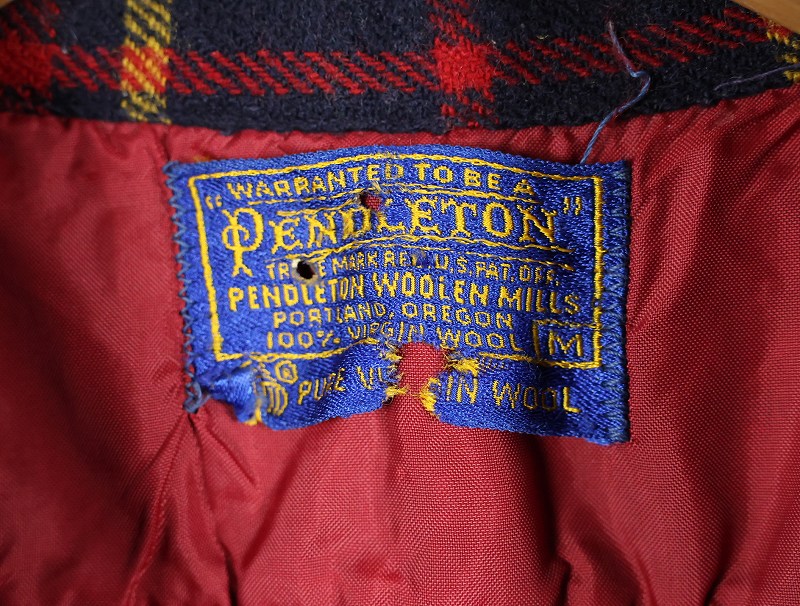 "WARRANTED TO BE A
PENDLETON"
TRADE MARK REG. U.S. PAT. OFF.
PENDLETON WOOLEN MILLS
PORTLAND, OREGON
100% VIRGIN WOOL M
® PURE VIRGIN WOOL